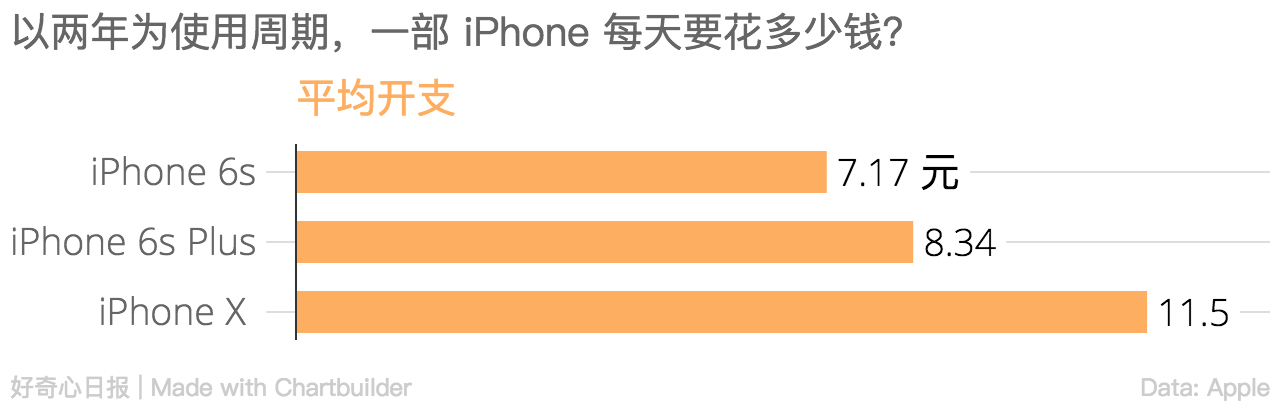 以两年为使用周期，一部 iPhone 每天要花多少钱？
平均开支
iPhone 6s 7.17 元
iPhone 6s Plus 8.34
iPhone X 11.5
好奇心日报 | Made with Chartbuilder Data: Apple